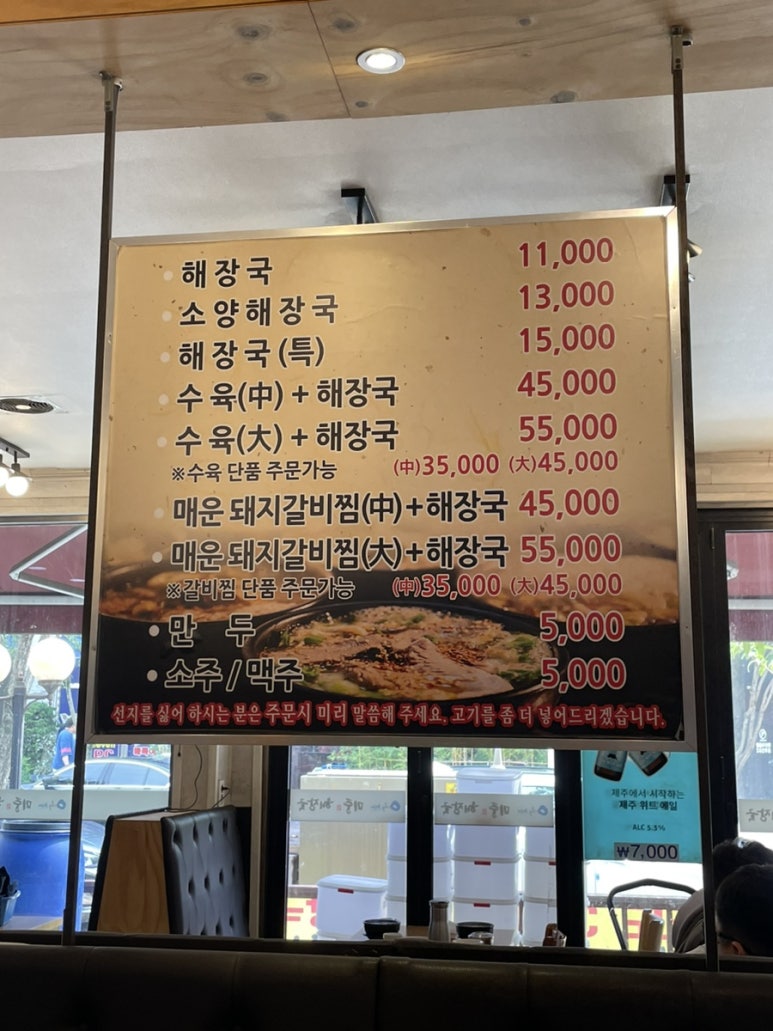 해장국 11,000
소양해장국 13,000
해장국(특) 15,000
수육(中)+해장국 45,000
수육(大)+해장국 55,000
※수육 단품 주문가능 (中)35,000 (大)45,000
매운돼지갈비찜(中)+해장국 45,000
매운돼지갈비찜(大)+해장국 55,000
※갈비찜 단품 주문가능 (中)35,000 (大)45,000
만두 5,000
소주/맥주 5,000
선지를 싫어 하시는 분은 주문시 미리 말씀해 주세요. 고기를 좀 더 넣어드리겠습니다.
제주에서 시작하는
제주 위트 에일
ALC 5.3%
₩7,000